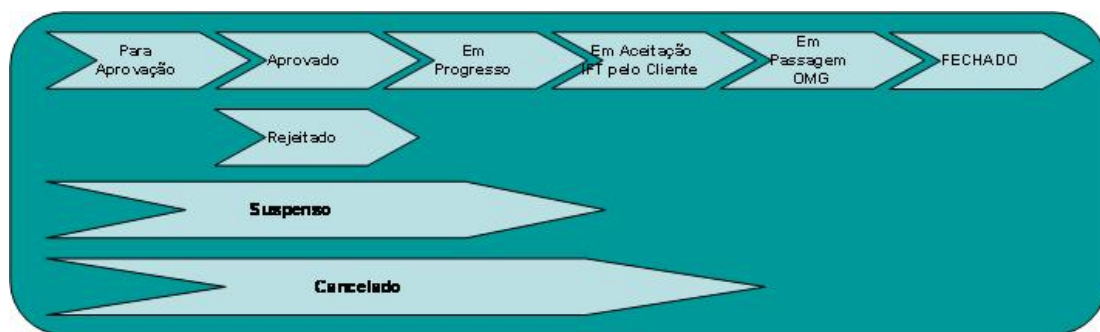 Para
Aprovação
Aprovado
Em
Progresso
Em Aceitação
IFT pelo Cliente
Em
Passagem
OMG
FECHADO
Rejeitado
Suspenso
Cancelado